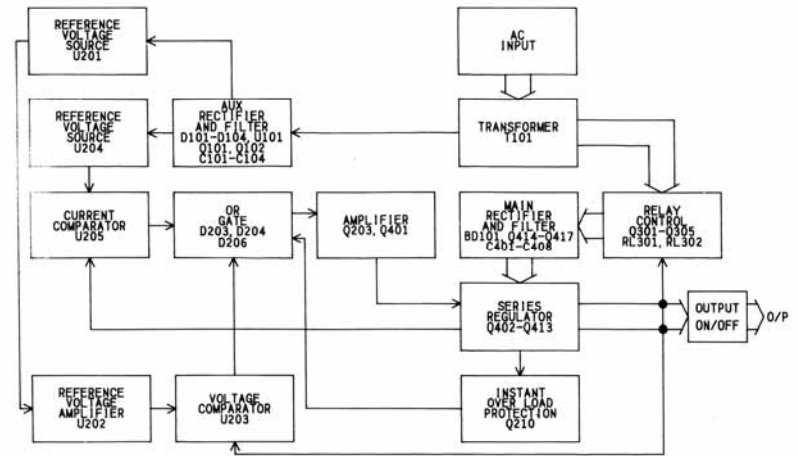 REFERENCE
VOLTAGE
SOURCE
U201
AC
INPUT
REFERENCE
VOLTAGE
SOURCE
U204
AUX
RECTIFIER
AND FILTER
D101-D104, U101
Q101, Q102
C101-C104
TRANSFORMER
T101
CURRENT
COMPARATOR
U205
OR
GATE
D203, D204
D206
AMPLIFIER
Q203, Q401
MAIN
RECTIFIER
AND FILTER
BD101, Q414-Q417
C401-C408
RELAY
CONTROL
Q301-Q305
RL301, RL302
SERIES
REGULATOR
Q402-Q413
OUTPUT
ON/OFF
O/P
REFERENCE
VOLTAGE
AMPLIFIER
U202
VOLTAGE
COMPARATOR
U203
INSTANT
OVER LOAD
PROTECTION
Q210